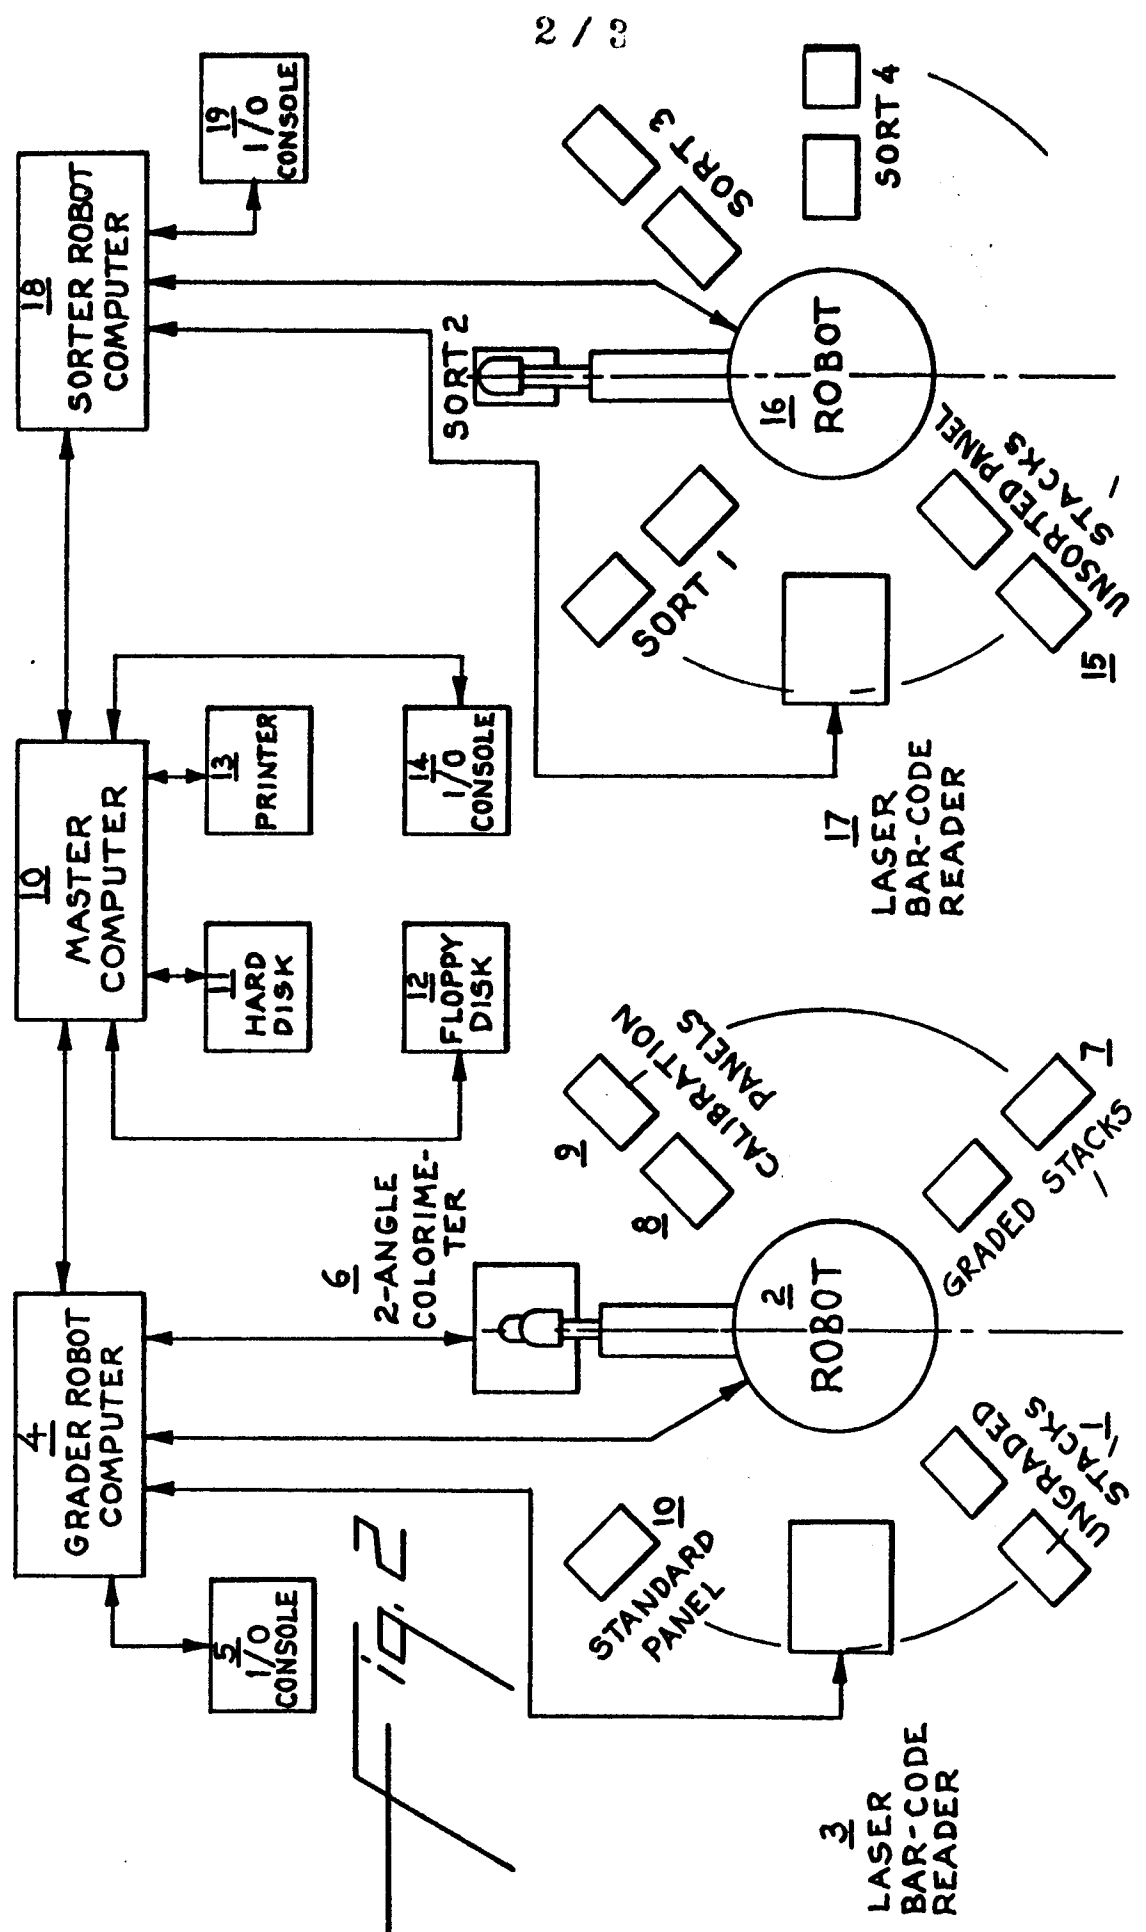 2 / 3
Fig. 2
4
GRADER ROBOT
COMPUTER
10
MASTER
COMPUTER
18
SORTER ROBOT
COMPUTER
5
I/O
CONSOLE
11
HARD
DISK
13
PRINTER
19
I/O
CONSOLE
12
FLOPPY
DISK
14
I/O
CONSOLE
6
2-ANGLE
COLORIME-
TER
SORT 2
10
STANDARD
PANEL
9
8
CALIBRATION
PANELS
SORT 1
SORT 3
3
LASER
BAR-CODE
READER
2
ROBOT
17
LASER
BAR-CODE
READER
16
ROBOT
SORT 4
UNGRADED
STACKS
1
7
GRADED STACKS
15
UNSORTED PANEL
STACKS